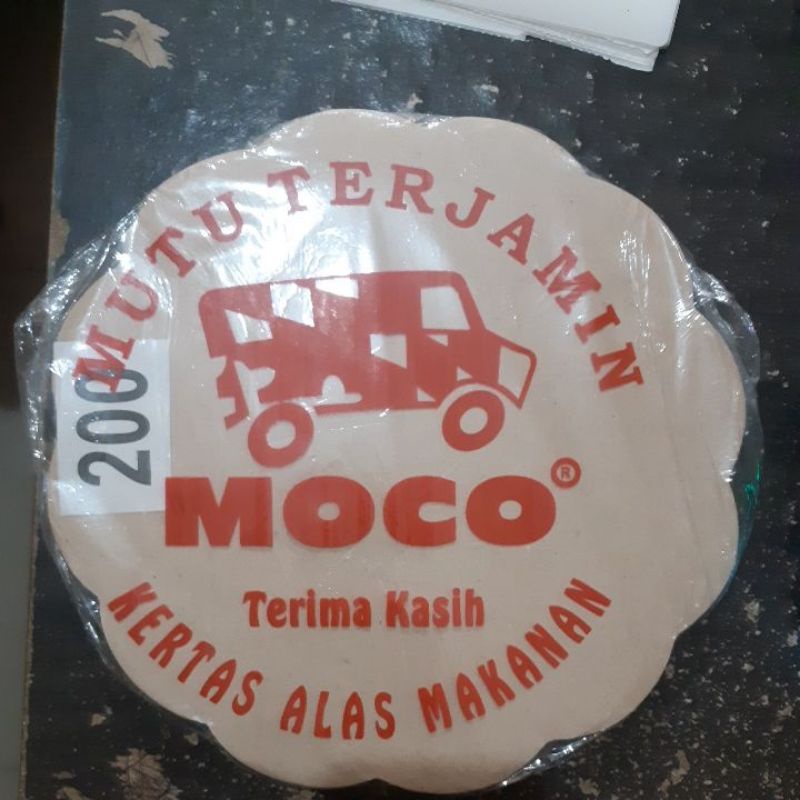 MUTU TERJAMIN
200
MOCO®
Terima Kasih
KERTAS ALAS MAKANAN